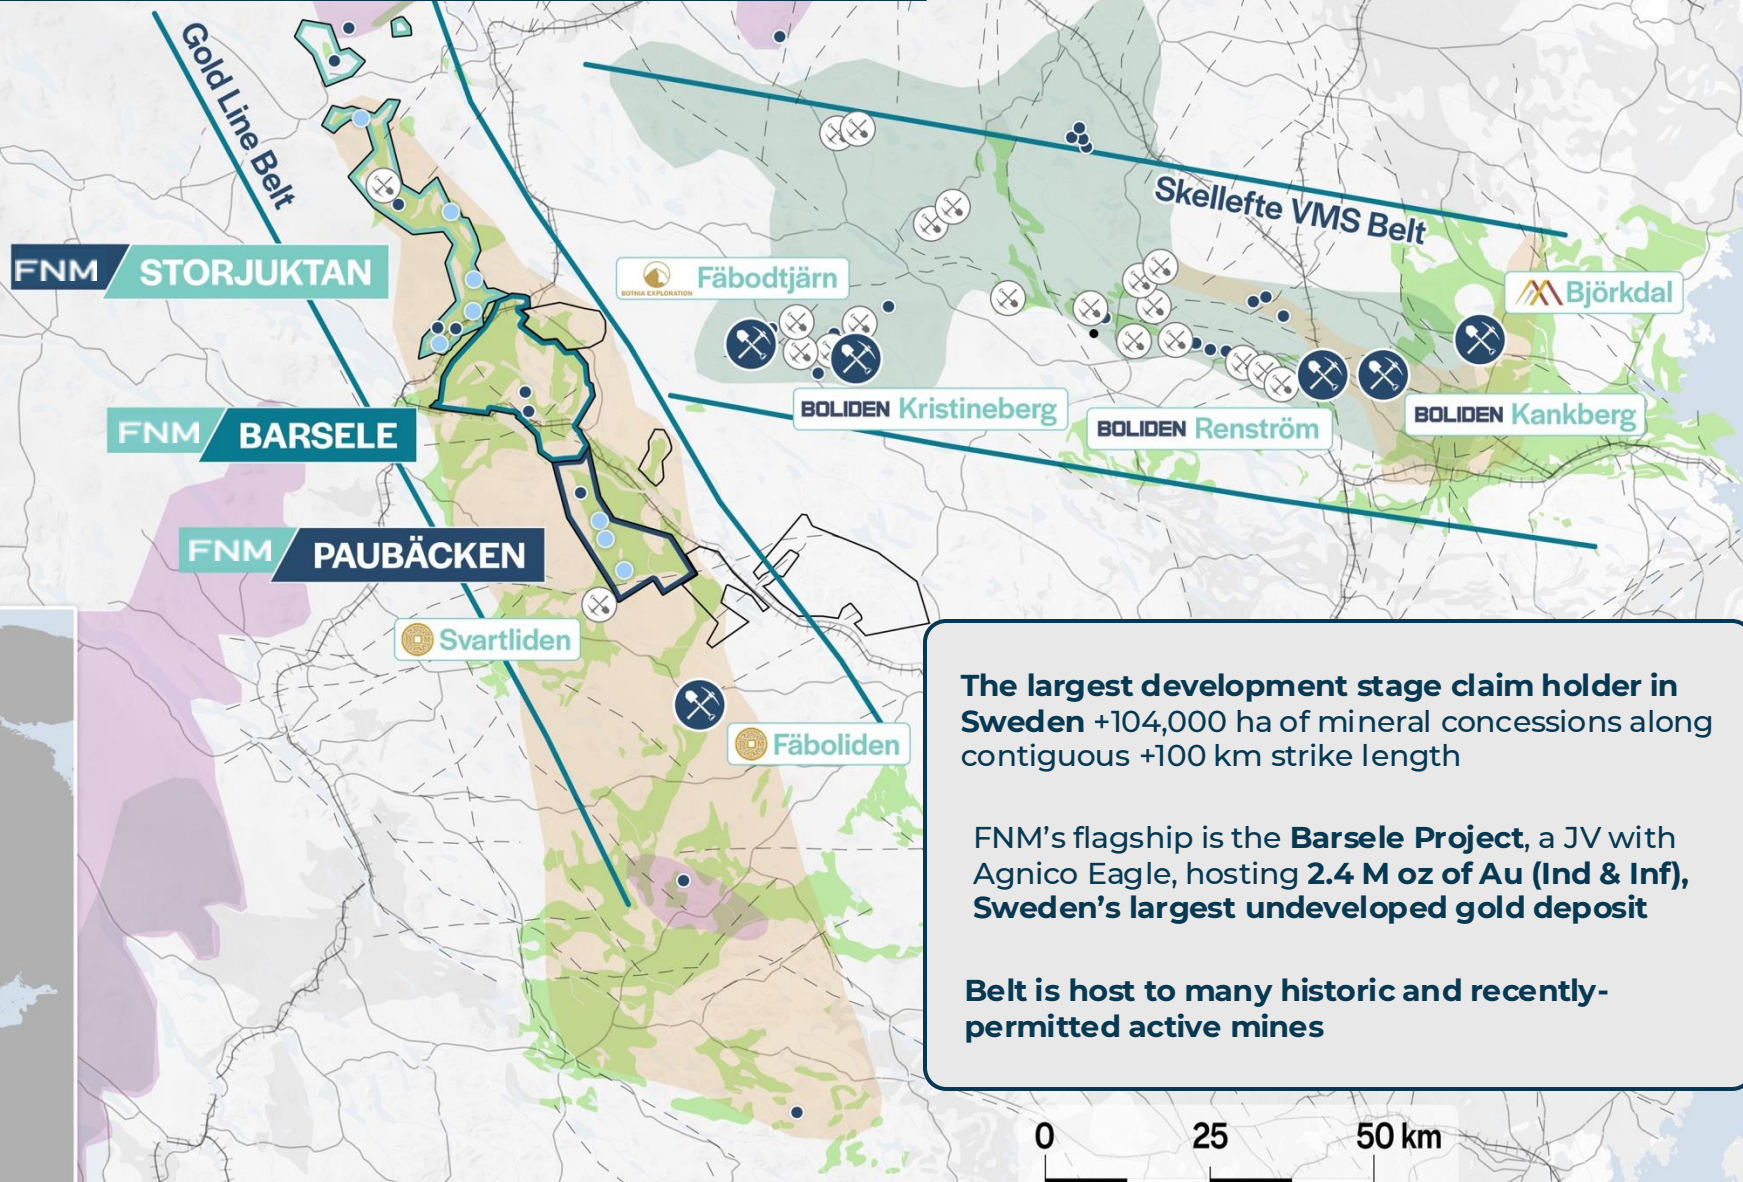 Gold Line Belt
Skellefte VMS Belt
FNM STORJUKTAN
BOTNIA EXPLORATION Fäbodtjärn
Björkdal
BOLIDEN Kristineberg
BOLIDEN Renström
BOLIDEN Kankberg
FNM BARSELE
FNM PAUBÄCKEN
Svartliden
Fäboliden
The largest development stage claim holder in
Sweden +104,000 ha of mineral concessions along
contiguous +100 km strike length
FNM’s flagship is the Barsele Project, a JV with
Agnico Eagle, hosting 2.4 M oz of Au (Ind & Inf),
Sweden’s largest undeveloped gold deposit
Belt is host to many historic and recently-
permitted active mines
0 25 50 km